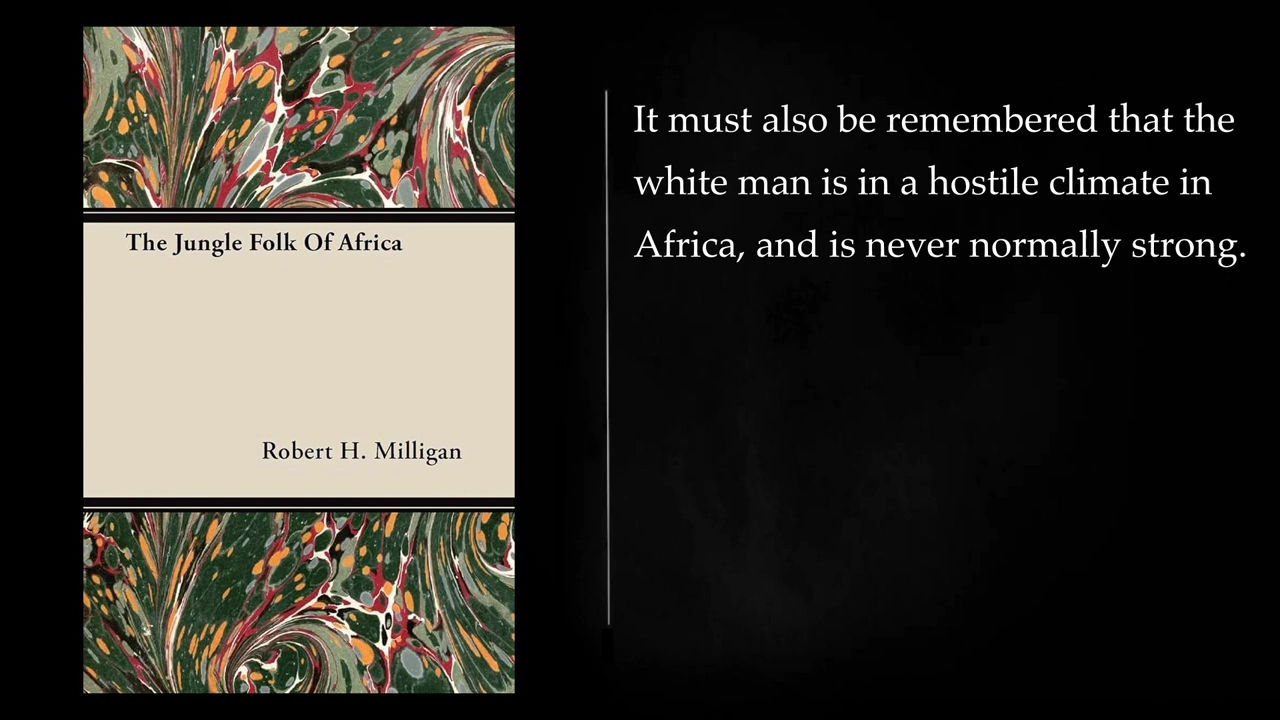 The Jungle Folk Of Africa
Robert H. Milligan
It must also be remembered that the
white man is in a hostile climate in
Africa, and is never normally strong.